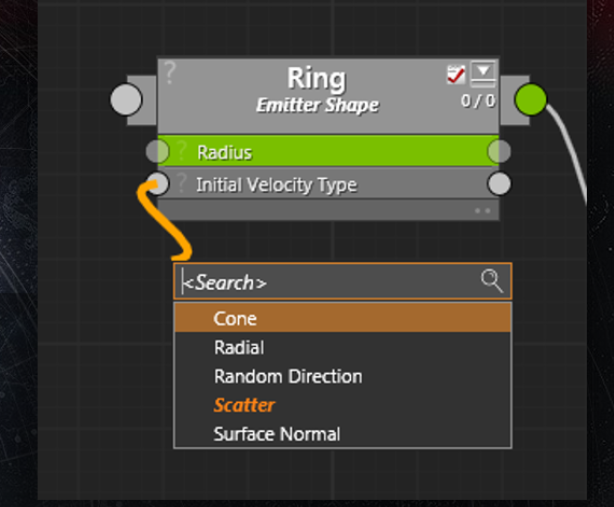 ?
Ring
Emitter Shape
0 / 0
? Radius
? Initial Velocity Type
<Search>
Cone
Radial
Random Direction
Scatter
Surface Normal